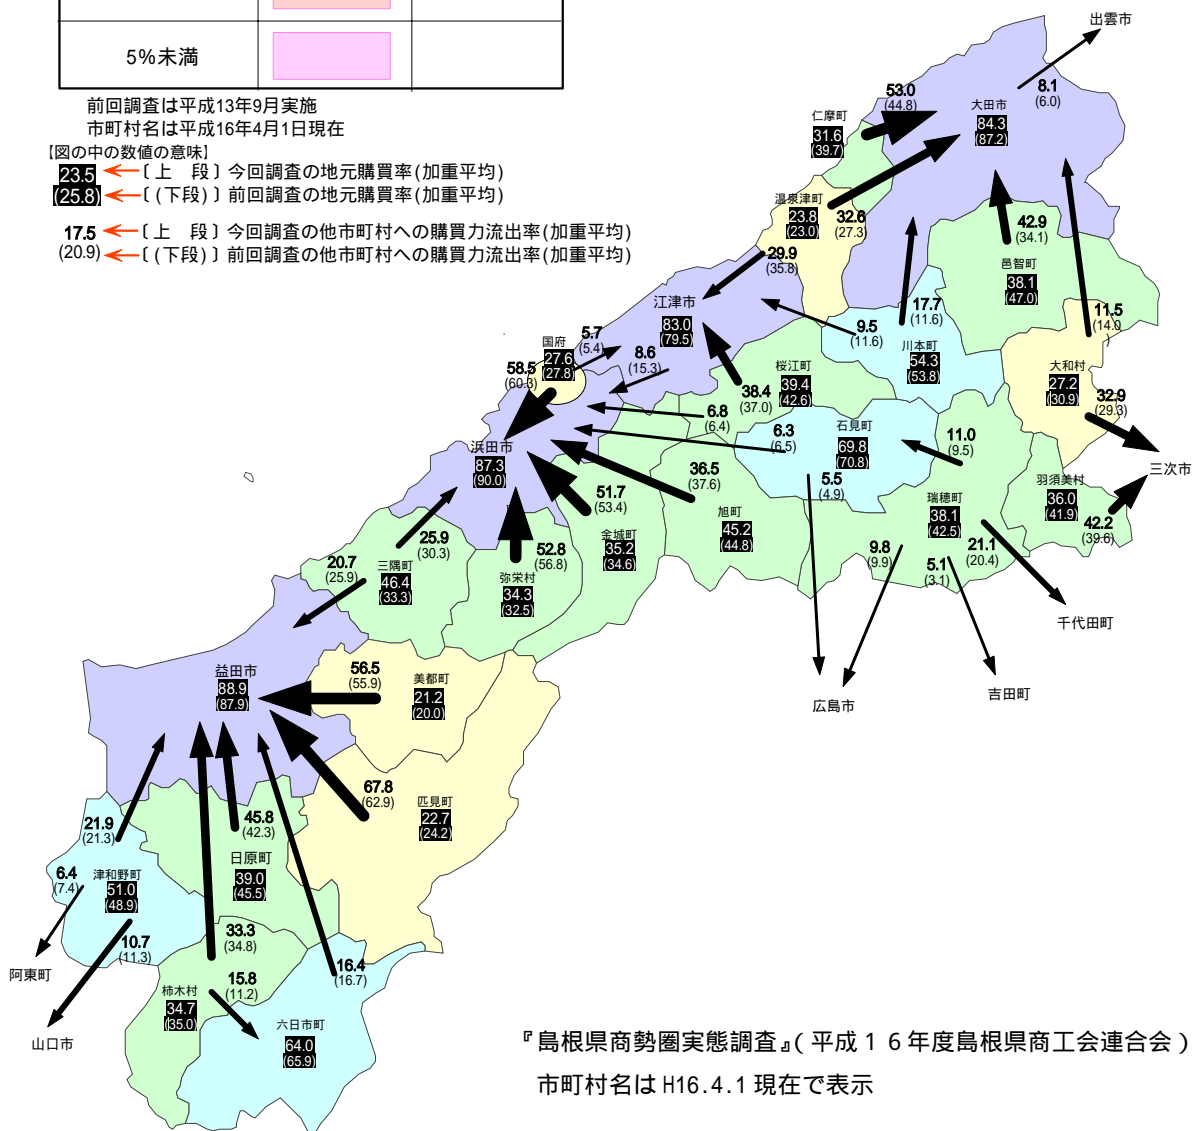 5%未満
前回調査は平成13年9月実施
市町村名は平成16年4月1日現在
【図の中の数値の意味】
23.5 〔上　段〕今回調査の地元購買率(加重平均)
(25.8) 〔(下段)〕前回調査の地元購買率(加重平均)
17.5 〔上　段〕今回調査の他市町村への購買力流出率(加重平均)
(20.9) 〔(下段)〕前回調査の他市町村への購買力流出率(加重平均)
出雲市
8.1
(6.0)
大田市
84.3
(87.2)
53.0
(44.8)
仁摩町
31.6
(39.7)
温泉津町
23.8
(23.0)
32.6
(27.3)
29.9
(35.8)
42.9
(34.1)
邑智町
38.1
(47.0)
11.5
(14.0
)
17.7
(11.6)
川本町
54.3
(53.8)
9.5
(11.6)
江津市
83.0
(79.5)
5.7
(5.4)
国府
27.6
(27.8)
58.5
(60.3)
8.6
(15.3)
桜江町
39.4
(42.6)
38.4
(37.0)
大和村
27.2
(30.9)
32.9
(29.3)
三次市
6.8
(6.4)
6.3
(6.5)
石見町
69.8
(70.8)
5.5
(4.9)
11.0
(9.5)
羽須美村
36.0
(41.9)
42.2
(39.6)
瑞穂町
38.1
(42.5)
21.1
(20.4)
9.8
(9.9)
5.1
(3.1)
千代田町
吉田町
広島市
浜田市
87.3
(90.0)
36.5
(37.6)
旭町
45.2
(44.8)
51.7
(53.4)
金城町
35.2
(34.6)
52.8
(56.8)
弥栄村
34.3
(32.5)
25.9
(30.3)
三隅町
46.4
(33.3)
20.7
(25.9)
益田市
88.9
(87.9)
56.5
(55.9)
美都町
21.2
(20.0)
67.8
(62.9)
匹見町
22.7
(24.2)
45.8
(42.3)
日原町
39.0
(45.5)
21.9
(21.3)
津和野町
51.0
(48.9)
6.4
(7.4)
阿東町
10.7
(11.3)
山口市
33.3
(34.8)
柿木村
34.7
(35.0)
15.8
(11.2)
16.4
(16.7)
六日市町
64.0
(65.9)
『島根県商勢圏実態調査』(平成１６年度島根県商工会連合会)
市町村名はH16.4.1現在で表示